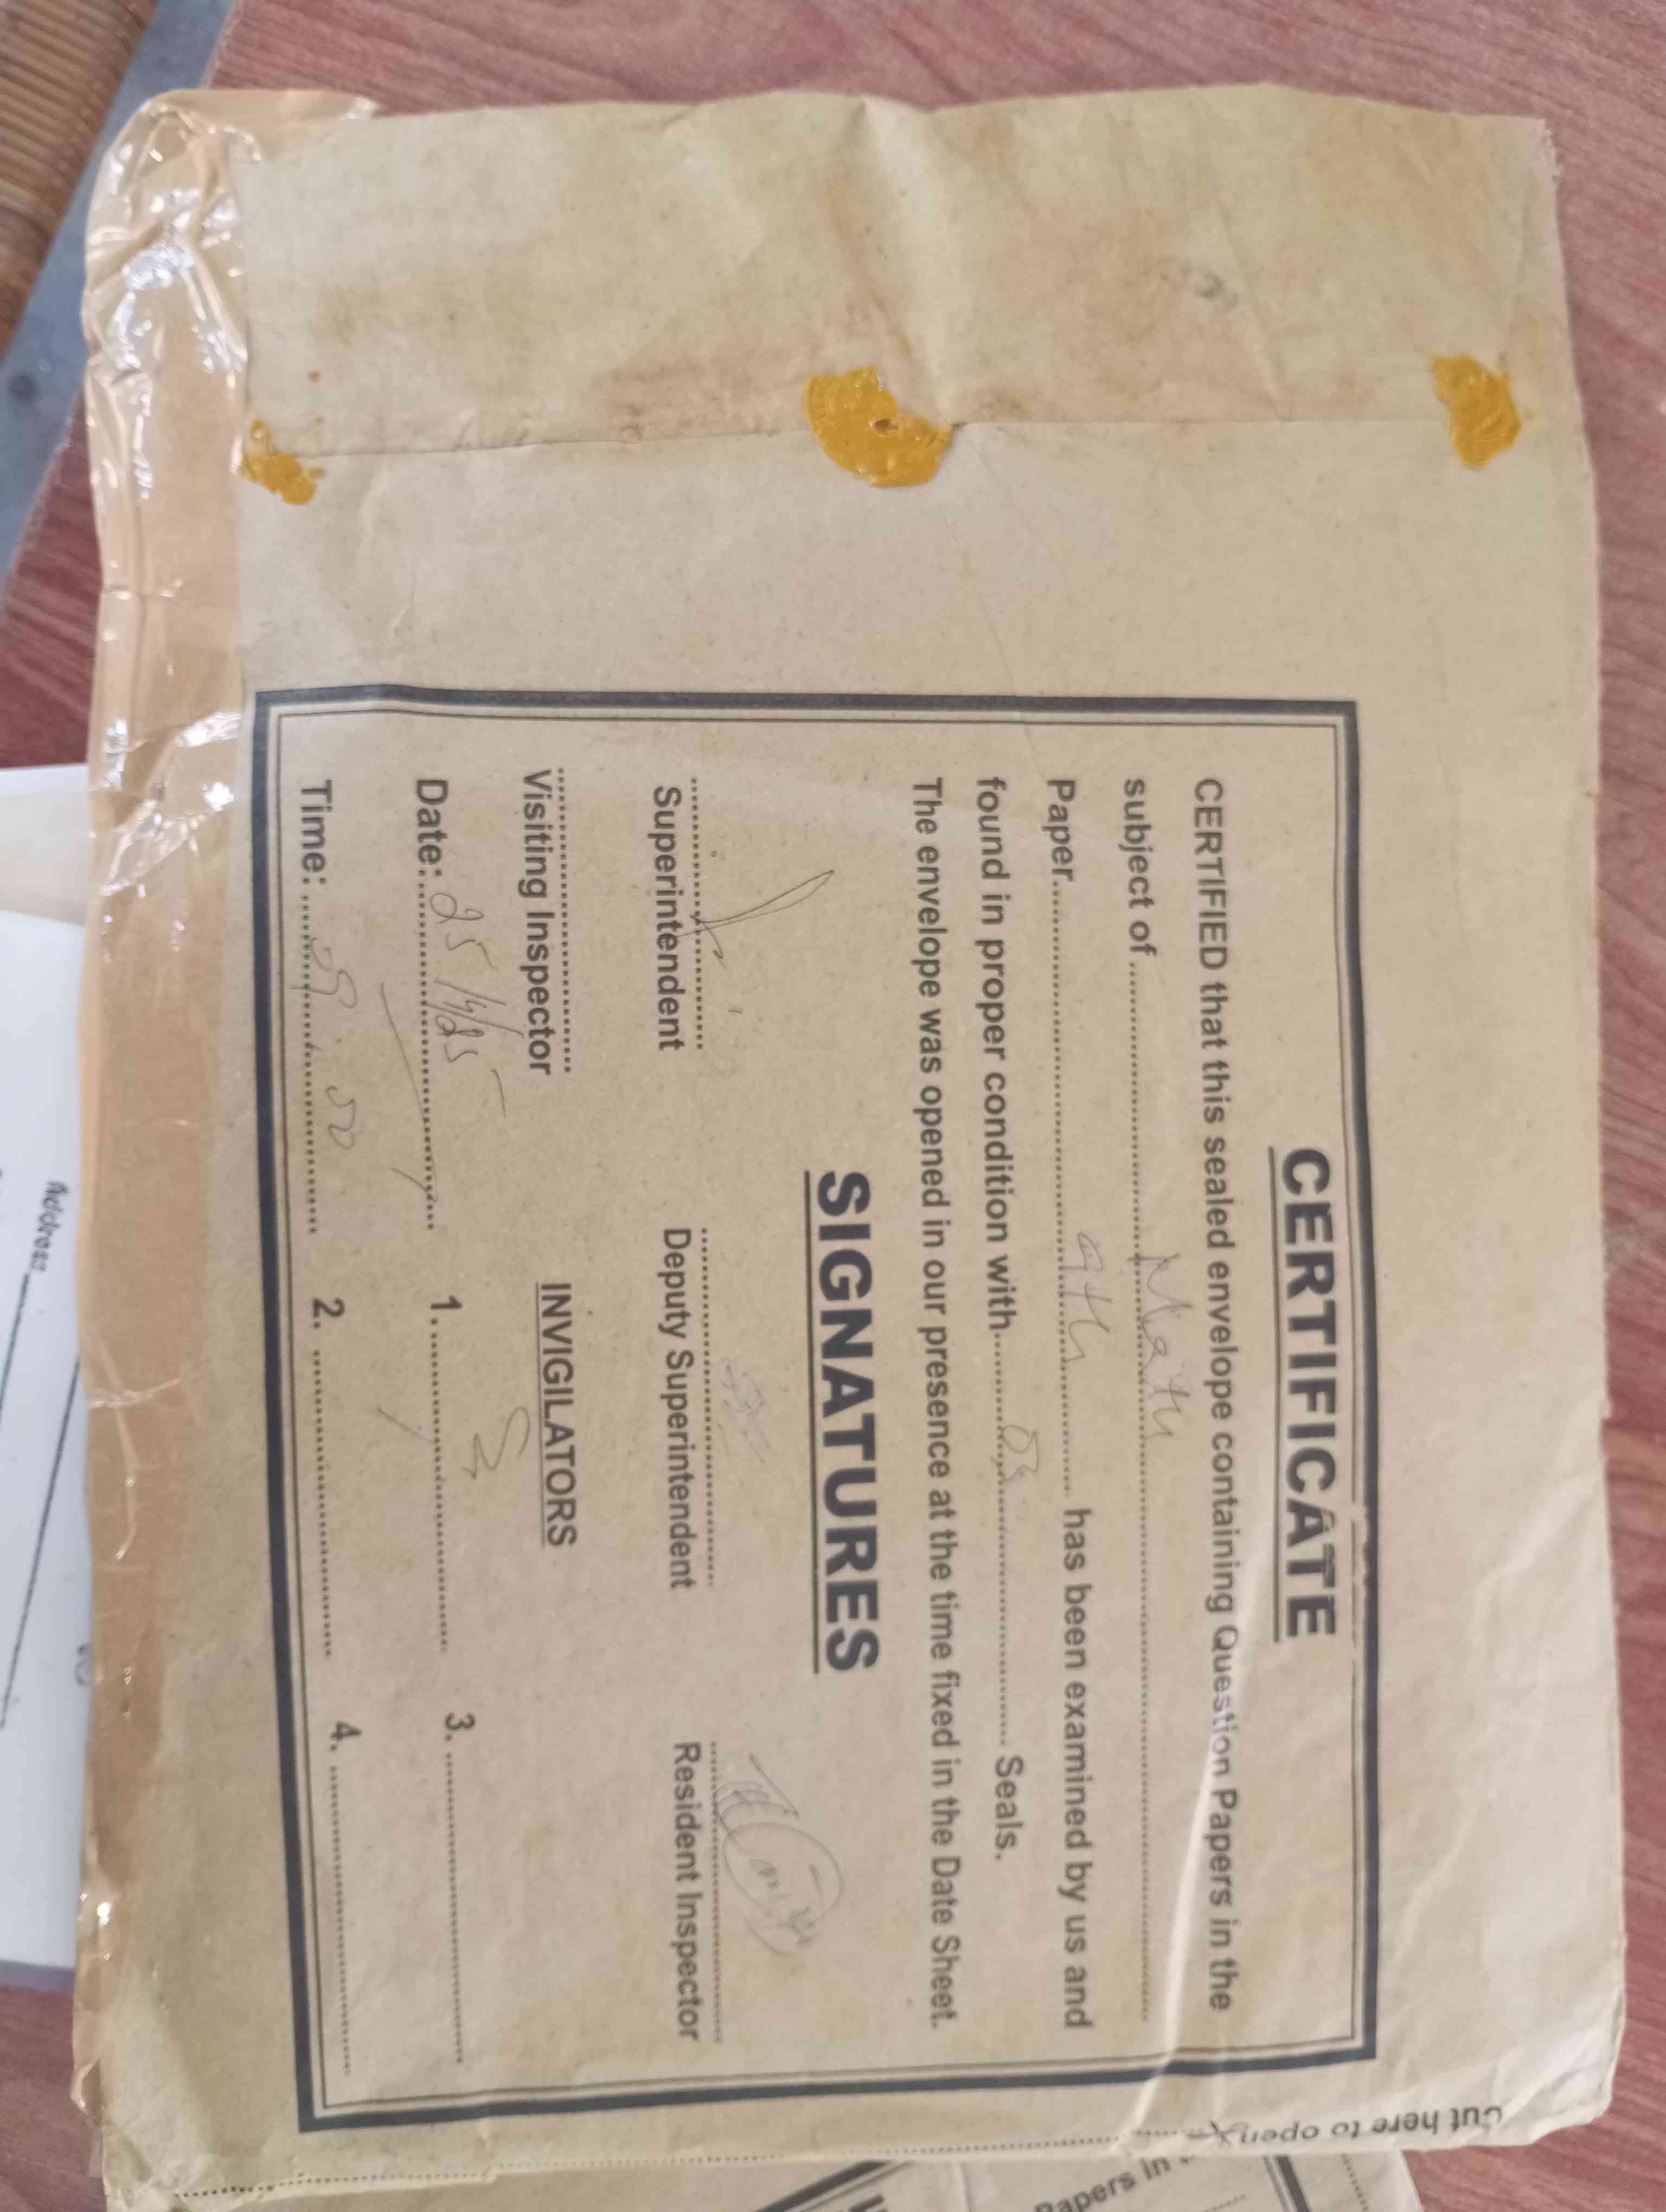 CERTIFICATE
CERTIFIED that this sealed envelope containing Question Papers in the
subject of ........ Math ........
Paper ........ 9th ........ has been examined by us and
found in proper condition with ........ 03 ........ Seals.
The envelope was opened in our presence at the time fixed in the Date Sheet.
SIGNATURES
Superintendent Deputy Superintendent Resident Inspector
Visiting Inspector INVIGILATORS
Date: 25/4/25 1. ........ 3. ........
Time: ........ 2. ........ 4. ........
Cut here to open
Papers in
Address